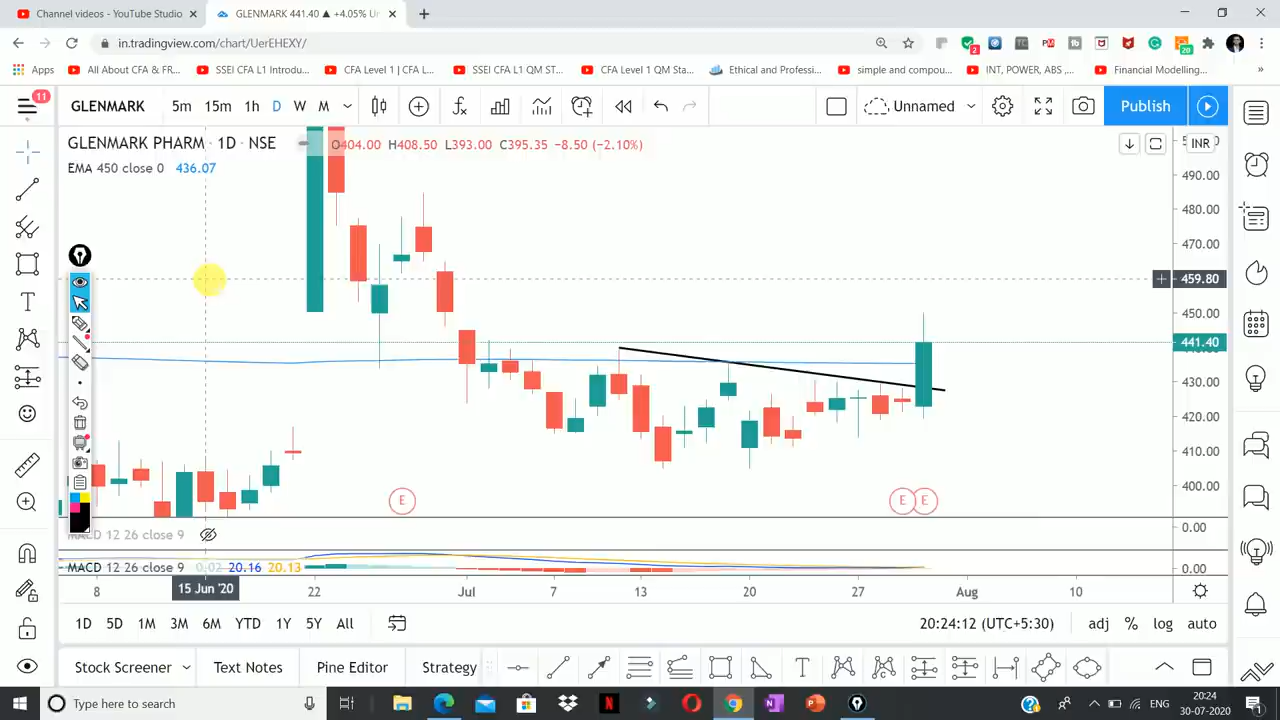 Channel videos - YouTube Studio
GLENMARK 441.40 ▲ +4.05% Un
in.tradingview.com/chart/UerEHEXY/
2
20
Apps
All About CFA & FR...
SSEI CFA L1 Introdu...
CFA Level 1 | CFA L...
SSEI CFA L1 QM ST...
CFA Level 1 QM Sta...
Ethical and Profess...
simple and compou...
INT, POWER, ABS ,...
Financial Modelling...
»
11
GLENMARK 5m 15m 1h D W M
Unnamed
Publish
GLENMARK PHARM · 1D · NSE
O404.00 H408.50 L393.00 C395.35 −8.50 (−2.10%)
INR
EMA 450 close 0 436.07
490.00
480.00
470.00
459.80
450.00
441.40
430.00
420.00
410.00
400.00
E E E
MACD 12 26 close 9
0.00
MACD 12 26 close 9 0.02 20.16 20.13
0.00
8 15 Jun '20 22 Jul 7 13 20 27 Aug 10
1D 5D 1M 3M 6M YTD 1Y 5Y All
20:24:12 (UTC+5:30)
adj % log auto
Stock Screener Text Notes Pine Editor Strategy
Type here to search
ENG
20:24
30-07-2020
1